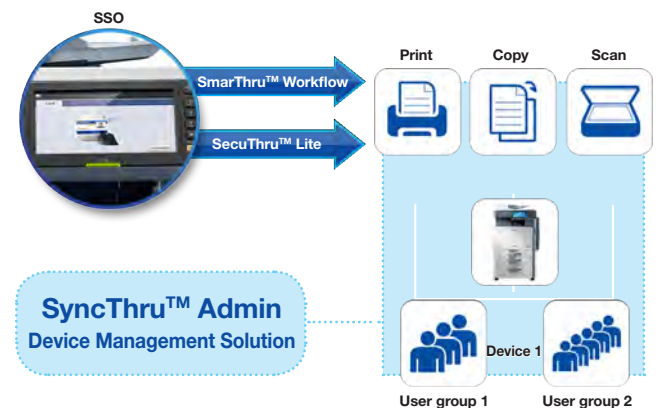 SSO
SmarThru™ Workflow
SecuThru™ Lite
Print
Copy
Scan
SyncThru™ Admin
Device Management Solution
Device 1
User group 1
User group 2